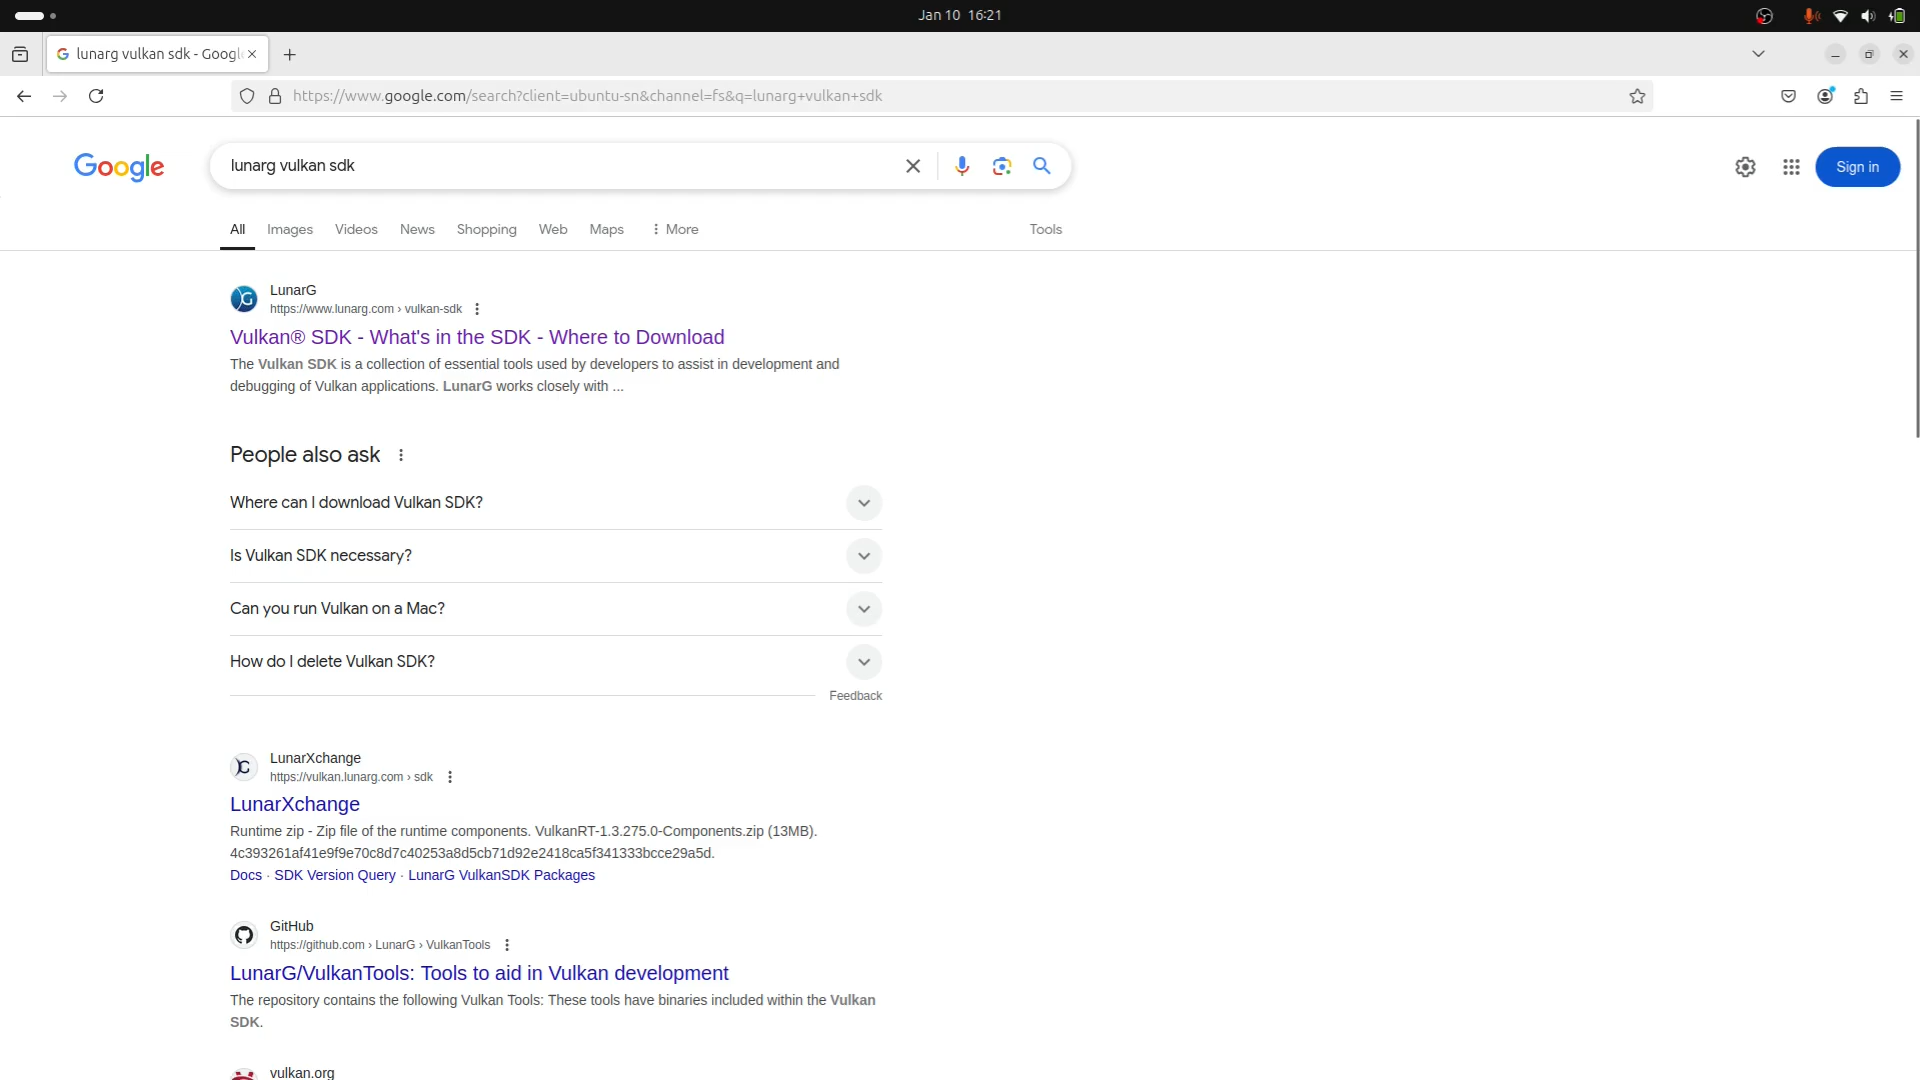 Jan 10 16:21
lunarg vulkan sdk - Googl
https://www.google.com/search?client=ubuntu-sn&channel=fs&q=lunarg+vulkan+sdk
Google
lunarg vulkan sdk
Sign in
All Images Videos News Shopping Web Maps More Tools
LunarG
https://www.lunarg.com › vulkan-sdk
Vulkan® SDK - What's in the SDK - Where to Download
The Vulkan SDK is a collection of essential tools used by developers to assist in development and
debugging of Vulkan applications. LunarG works closely with ...
People also ask
Where can I download Vulkan SDK?
Is Vulkan SDK necessary?
Can you run Vulkan on a Mac?
How do I delete Vulkan SDK?
Feedback
LunarXchange
https://vulkan.lunarg.com › sdk
LunarXchange
Runtime zip - Zip file of the runtime components. VulkanRT-1.3.275.0-Components.zip (13MB).
4c393261af41e9f9e70c8d7c40253a8d5cb71d92e2418ca5f341333bcce29a5d.
Docs · SDK Version Query · LunarG VulkanSDK Packages
GitHub
https://github.com › LunarG › VulkanTools
LunarG/VulkanTools: Tools to aid in Vulkan development
The repository contains the following Vulkan Tools: These tools have binaries included within the Vulkan
SDK.
vulkan.org